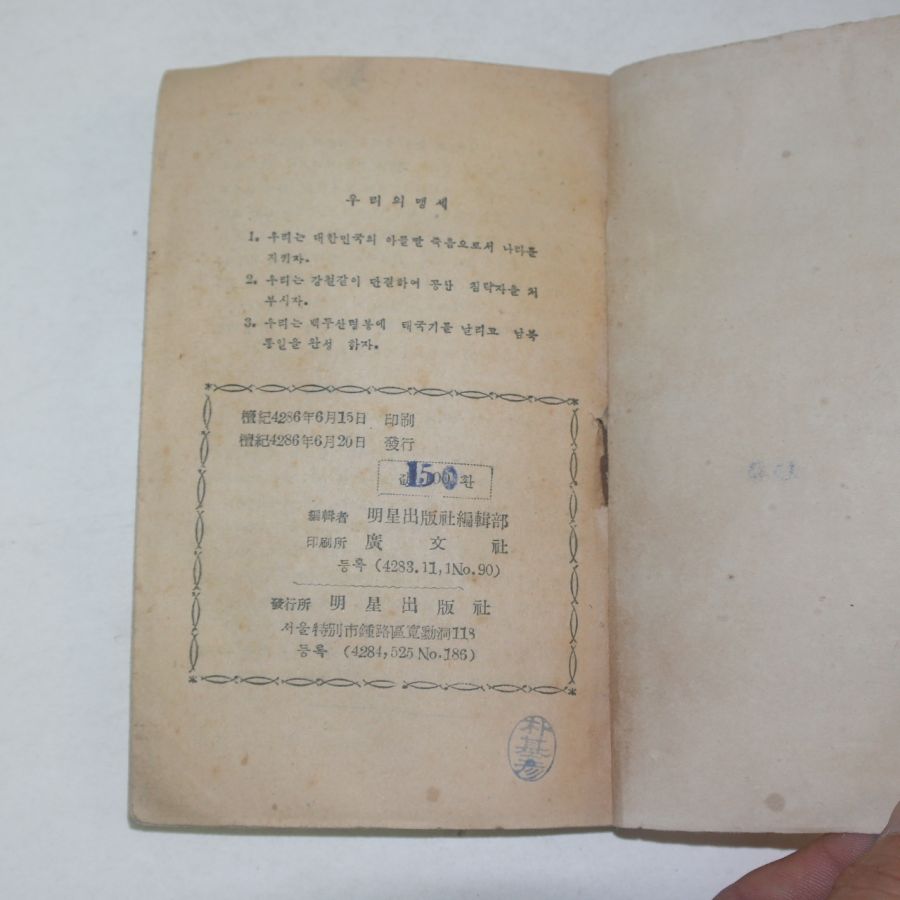 우리의맹세
1. 우리는 대한민국의 아들딸 죽음으로서 나라를
지키자.
2. 우리는 강철같이 단결하여 공산 침략자를 처
부시자.
3. 우리는 백두산령봉에 태극기를 날리고 남북
통일을 완성 하자.
檀紀4286年6月15日 印刷
檀紀4286年6月20日 發行
150 환
編輯者 明星出版社編輯部
印刷所 廣文社
등록 (4283.11,1No.90)
發行所 明星出版社
서울特別市鍾路區寬勳洞118
등록 (4284,525 No.186)
朴基彦